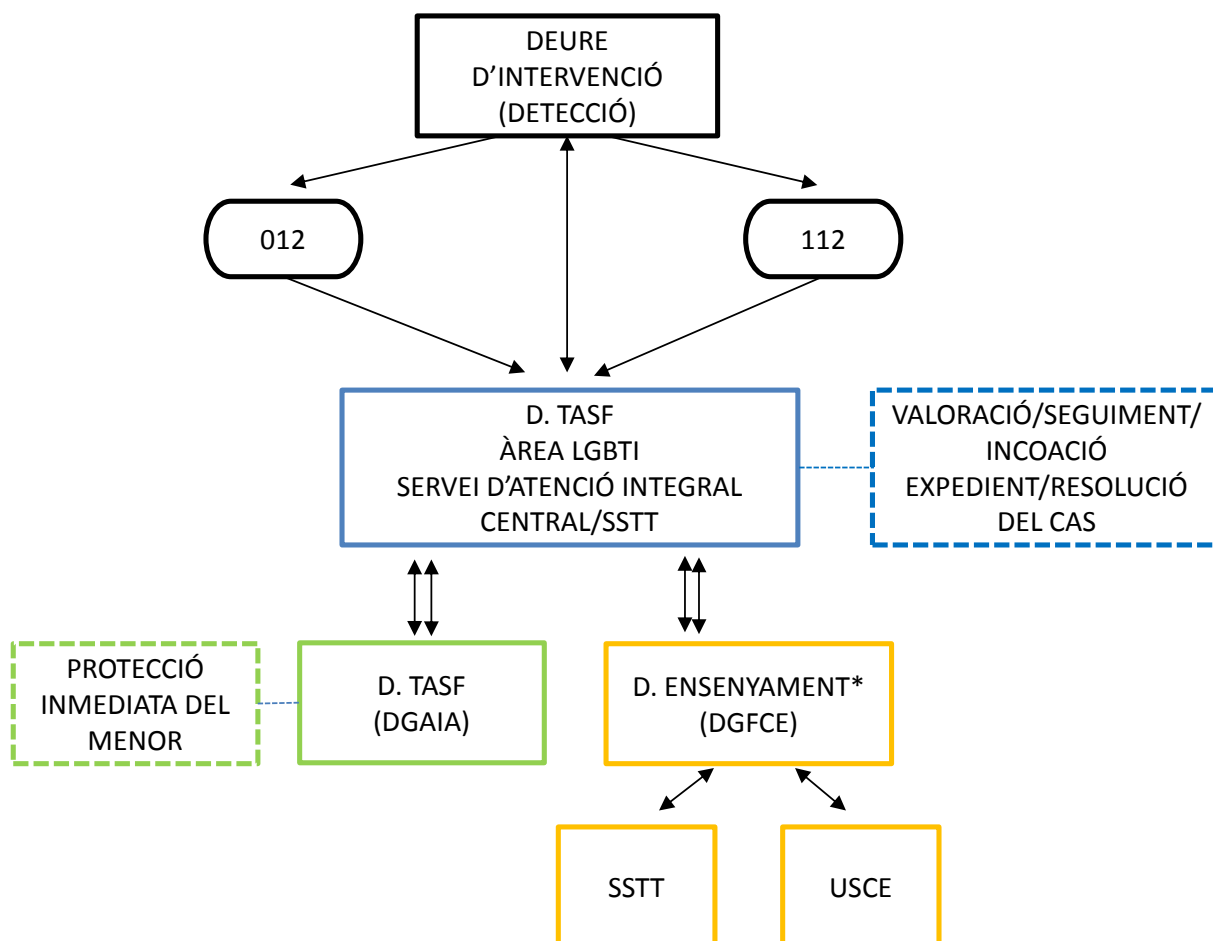 DEURE
D'INTERVENCIÓ
(DETECCIÓ)
012
112
D. TASF
ÀREA LGBTI
SERVEI D'ATENCIÓ INTEGRAL
CENTRAL/SSTT
VALORACIÓ/SEGUIMENT/
INCOACIÓ
EXPEDIENT/RESOLUCIÓ
DEL CAS
PROTECCIÓ
INMEDIATA DEL
MENOR
D. TASF
(DGAIA)
D. ENSENYAMENT*
(DGFCE)
SSTT
USCE